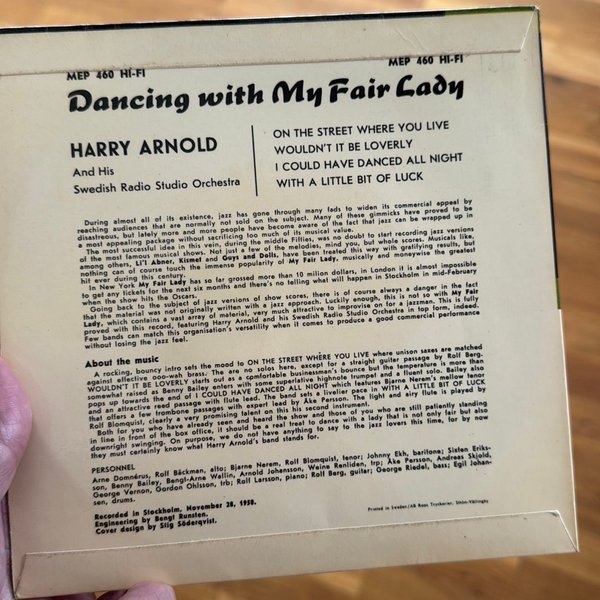 MEP 460 HI-FI
MEP 460 HI-FI
Dancing with My Fair Lady
HARRY ARNOLD
And His
Swedish Radio Studio Orchestra
ON THE STREET WHERE YOU LIVE
WOULDN'T IT BE LOVERLY
I COULD HAVE DANCED ALL NIGHT
WITH A LITTLE BIT OF LUCK
During almost all of its existence, jazz has gone through many fads to widen its commercial appeal by
reaching audiences that are normally not sold on the subject. Many of these gimmicks have proved to be
disastreous, but lately more and more people have become aware of the fact that jazz can be wrapped up in
a most appealing package without sacrificing too much of its musical value.
The most successful idea in this vein, during the middle Fifties, was no doubt to start recording jazz versions
of the most famous musical shows. Not just a few of the melodies, mind you, but whole scores. Musicals like,
among others, Li'l Abner, Kismet and Guys and Dolls, have been treated this way with gratifying results, but
nothing can of course touch the immense popularity of My Fair Lady, musically and moneywise the greatest
hit ever during this century.
In New York My Fair Lady has so far grossed more than 10 milion dollars, in London it is almost impossible
to get any tickets for the next six months and there's no telling what will happen in Stockholm in mid-February
when the show hits the Oscars.
Going back to the subject of jazz versions of show scores, there is of course always a danger in the fact
that the material was not originally written with a jazz approach. Luckily enough, this is not so with My Fair
Lady, which contains a vast array of material, very much attractive to improvise on for a jazzman. This is fully
proved with this record, featuring Harry Arnold and his Swedish Radio Studio Orchestra in top form, indeed.
Few bands can match this organisation's versatility when it comes to produce a good commercial performance
without losing the jazz feel.
About the music
A rocking, bouncy intro sets the mood to ON THE STREET WHERE YOU LIVE where unison saxes are matched
against effective ooo-wah brass. The are no soles here, except for a straight guitar passage by Rolf Berg.
WOULDN'T IT BE LOVERLY starts out as a comfortable businessman's bounce but the temperature is more than
somewhat raised as Benny Bailey enters with some superlative highnole trumpet and a fluent solo. Bailey also
pops up towards the end of I COULD HAVE DANCED ALL NIGHT which features Bjarne Nerem's mellow tenor
and an attractive reed passage with flute lead. The band sets a livelier pace in WITH A LITTLE BIT OF LUCK
that offers a few trombone passages with expert lead by Åke Persson. The light and airy flute is played by
Rolf Blomquist, clearly a very promising talent on this his second instrument.
Both for you who have already seen and heard the show and those of you who are still patiently standing
in line in front of the box office, it should be a real treat to dance with a lady that is not only fair but also
downright swinging. On purpose, we do not have anything to say to the jazz lovers this time, for by now
they must certainly know what Harry Arnold's band stands for.
PERSONNEL
Arne Domnérus, Rolf Bäckman, alto; Bjarne Nerem, Rolf Blomquist, tenor; Johnny Ekh, baritone; Sixten Eriks-
son, Benny Bailey, Bengt-Arne Wallin, Arnold Johansson, Weine Renliden, trp; Åke Persson, Andreas Skjold,
George Vernon, Gordon Ohlsson, trb; Rolf Larsson, piano; Rolf Berg, guitar; George Riedel, bass; Egil Johan-
sen, drums.
Recorded in Stockholm, November 28, 1958.
Engineering by Bengt Runsten.
Cover design by Stig Söderqvist.
Printed in Sweden/AB Ross Tryckerier, Sthlm-Vällingby